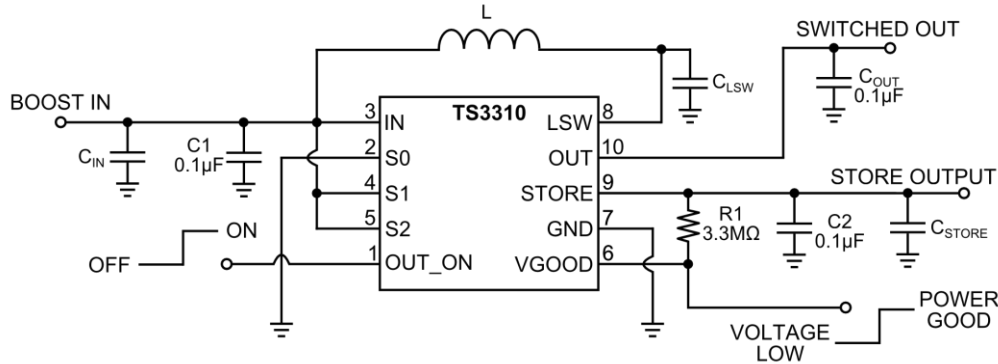 L
SWITCHED OUT
C_LSW
C_OUT
0.1µF
BOOST IN
TS3310
3
IN
LSW
8
C_IN
C1
0.1µF
2
S0
OUT
10
4
S1
STORE
9
STORE OUTPUT
5
S2
GND
7
R1
3.3MΩ
C2
0.1µF
C_STORE
ON
OFF
1
OUT_ON
VGOOD
6
POWER
GOOD
VOLTAGE
LOW